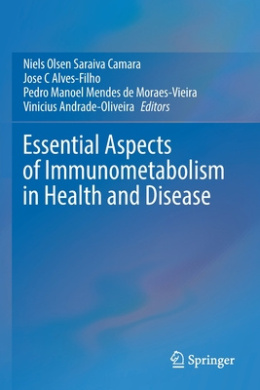 Niels Olsen Saraiva Camara
Jose C Alves-Filho
Pedro Manoel Mendes de Moraes-Vieira
Vinicius Andrade-Oliveira Editors
Essential Aspects
of Immunometabolism
in Health and Disease
Springer